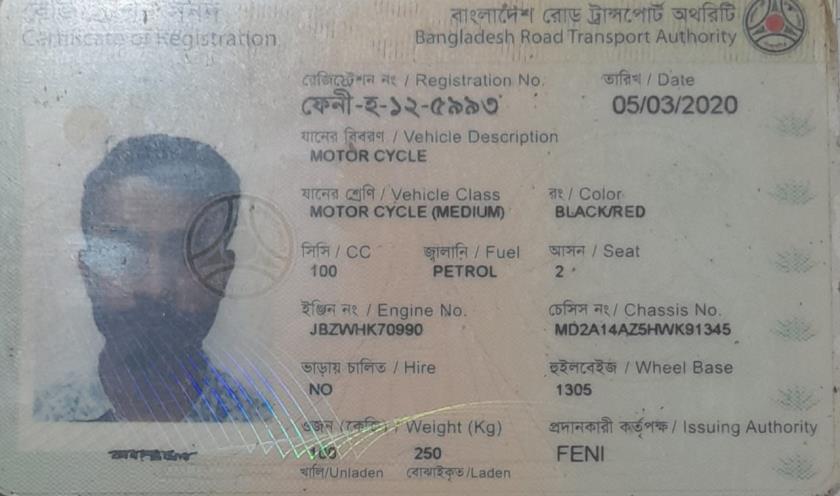 রেজিস্ট্রেশন সনদ বাংলাদেশ রোড ট্রান্সপোর্ট অথরিটি
Certificate of Registration Bangladesh Road Transport Authority
রেজিস্ট্রেশন নং / Registration No. তারিখ / Date
ফেনী-হ-১২-৫৯৯৩ 05/03/2020
যানের বিবরণ / Vehicle Description
MOTOR CYCLE
যানের শ্রেণি / Vehicle Class রং / Color
MOTOR CYCLE (MEDIUM) BLACK/RED
সিসি / CC জ্বালানি / Fuel আসন / Seat
100 PETROL 2
ইঞ্জিন নং / Engine No. চেসিস নং / Chassis No.
JBZWHK70990 MD2A14AZ5HWK91345
ভাড়ায় চালিত / Hire হুইলবেইজ / Wheel Base
NO 1305
ওজন (কেজি) / Weight (Kg) প্রদানকারী কর্তৃপক্ষ / Issuing Authority
250 FENI
খালি/Unladen বোঝাইকৃত/Laden